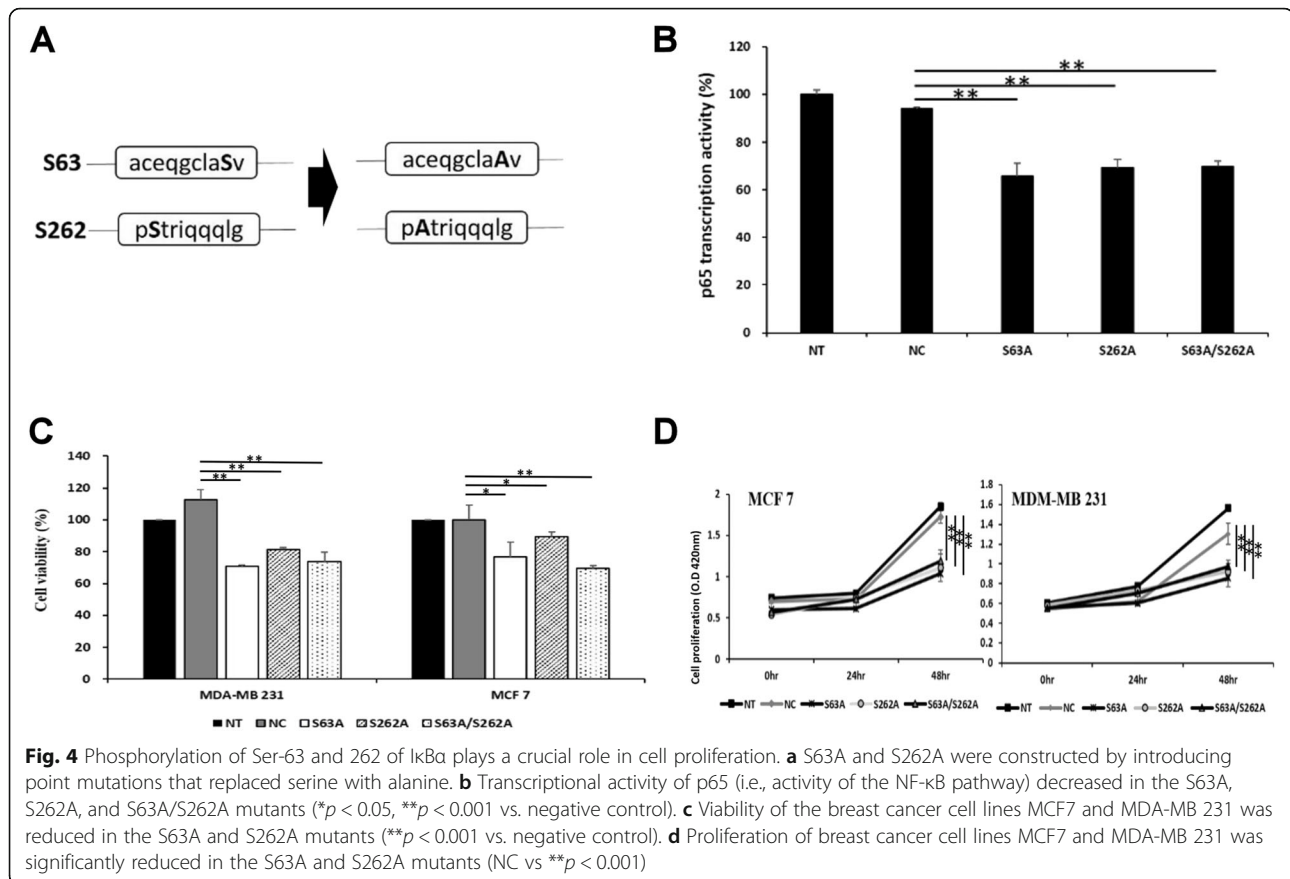 A
S63
aceqgclaSv
aceqgclaAv
S262
pStriqqqlg
pAtriqqqlg
B
p65 transcription activity (%)
120
100
80
60
40
20
0
**
**
**
NT
NC
S63A
S262A
S63A/S262A
C
Cell viability (%)
140
120
100
80
60
40
20
0
**
**
**
**
*
*
MDA-MB 231
MCF 7
NT NC S63A S262A S63A/S262A
D
Cell proliferation (O.D 420nm)
MCF 7
2
1.5
1
0.5
0
**
**
**
0hr
24hr
48hr
NT NC S63A S262A S63A/S262A
MDM-MB 231
1.8
1.6
1.4
1.2
1
0.8
0.6
0.4
0.2
0
**
**
**
0hr
24hr
48hr
NT NC S63A S262A S63A/S262A
Fig. 4 Phosphorylation of Ser-63 and 262 of IκBα plays a crucial role in cell proliferation. a S63A and S262A were constructed by introducing
point mutations that replaced serine with alanine. b Transcriptional activity of p65 (i.e., activity of the NF-κB pathway) decreased in the S63A,
S262A, and S63A/S262A mutants (*p < 0.05, **p < 0.001 vs. negative control). c Viability of the breast cancer cell lines MCF7 and MDA-MB 231 was
reduced in the S63A and S262A mutants (**p < 0.001 vs. negative control). d Proliferation of breast cancer cell lines MCF7 and MDA-MB 231 was
significantly reduced in the S63A and S262A mutants (NC vs **p < 0.001)